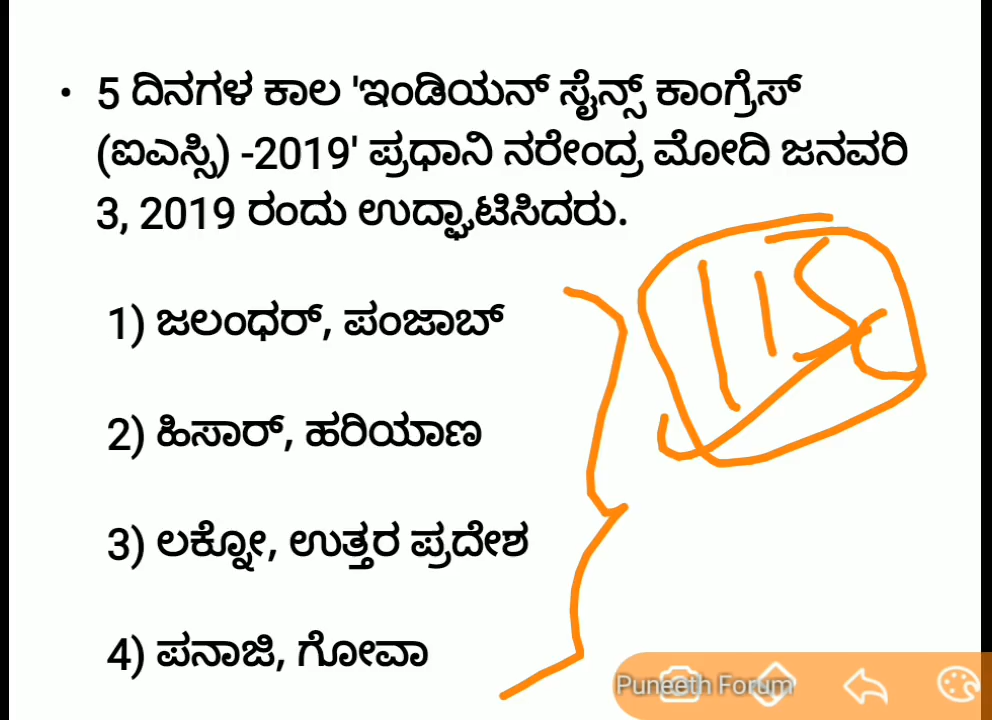 • 5 ದಿನಗಳ ಕಾಲ 'ಇಂಡಿಯನ್ ಸೈನ್ಸ್ ಕಾಂಗ್ರೆಸ್
(ಐಎಸ್ಸಿ) -2019' ಪ್ರಧಾನಿ ನರೇಂದ್ರ ಮೋದಿ ಜನವರಿ
3, 2019 ರಂದು ಉದ್ಘಾಟಿಸಿದರು.
1) ಜಲಂಧರ್, ಪಂಜಾಬ್
2) ಹಿಸಾರ್, ಹರಿಯಾಣ
3) ಲಕ್ನೋ, ಉತ್ತರ ಪ್ರದೇಶ
4) ಪನಾಜಿ, ಗೋವಾ
Puneeth Forum